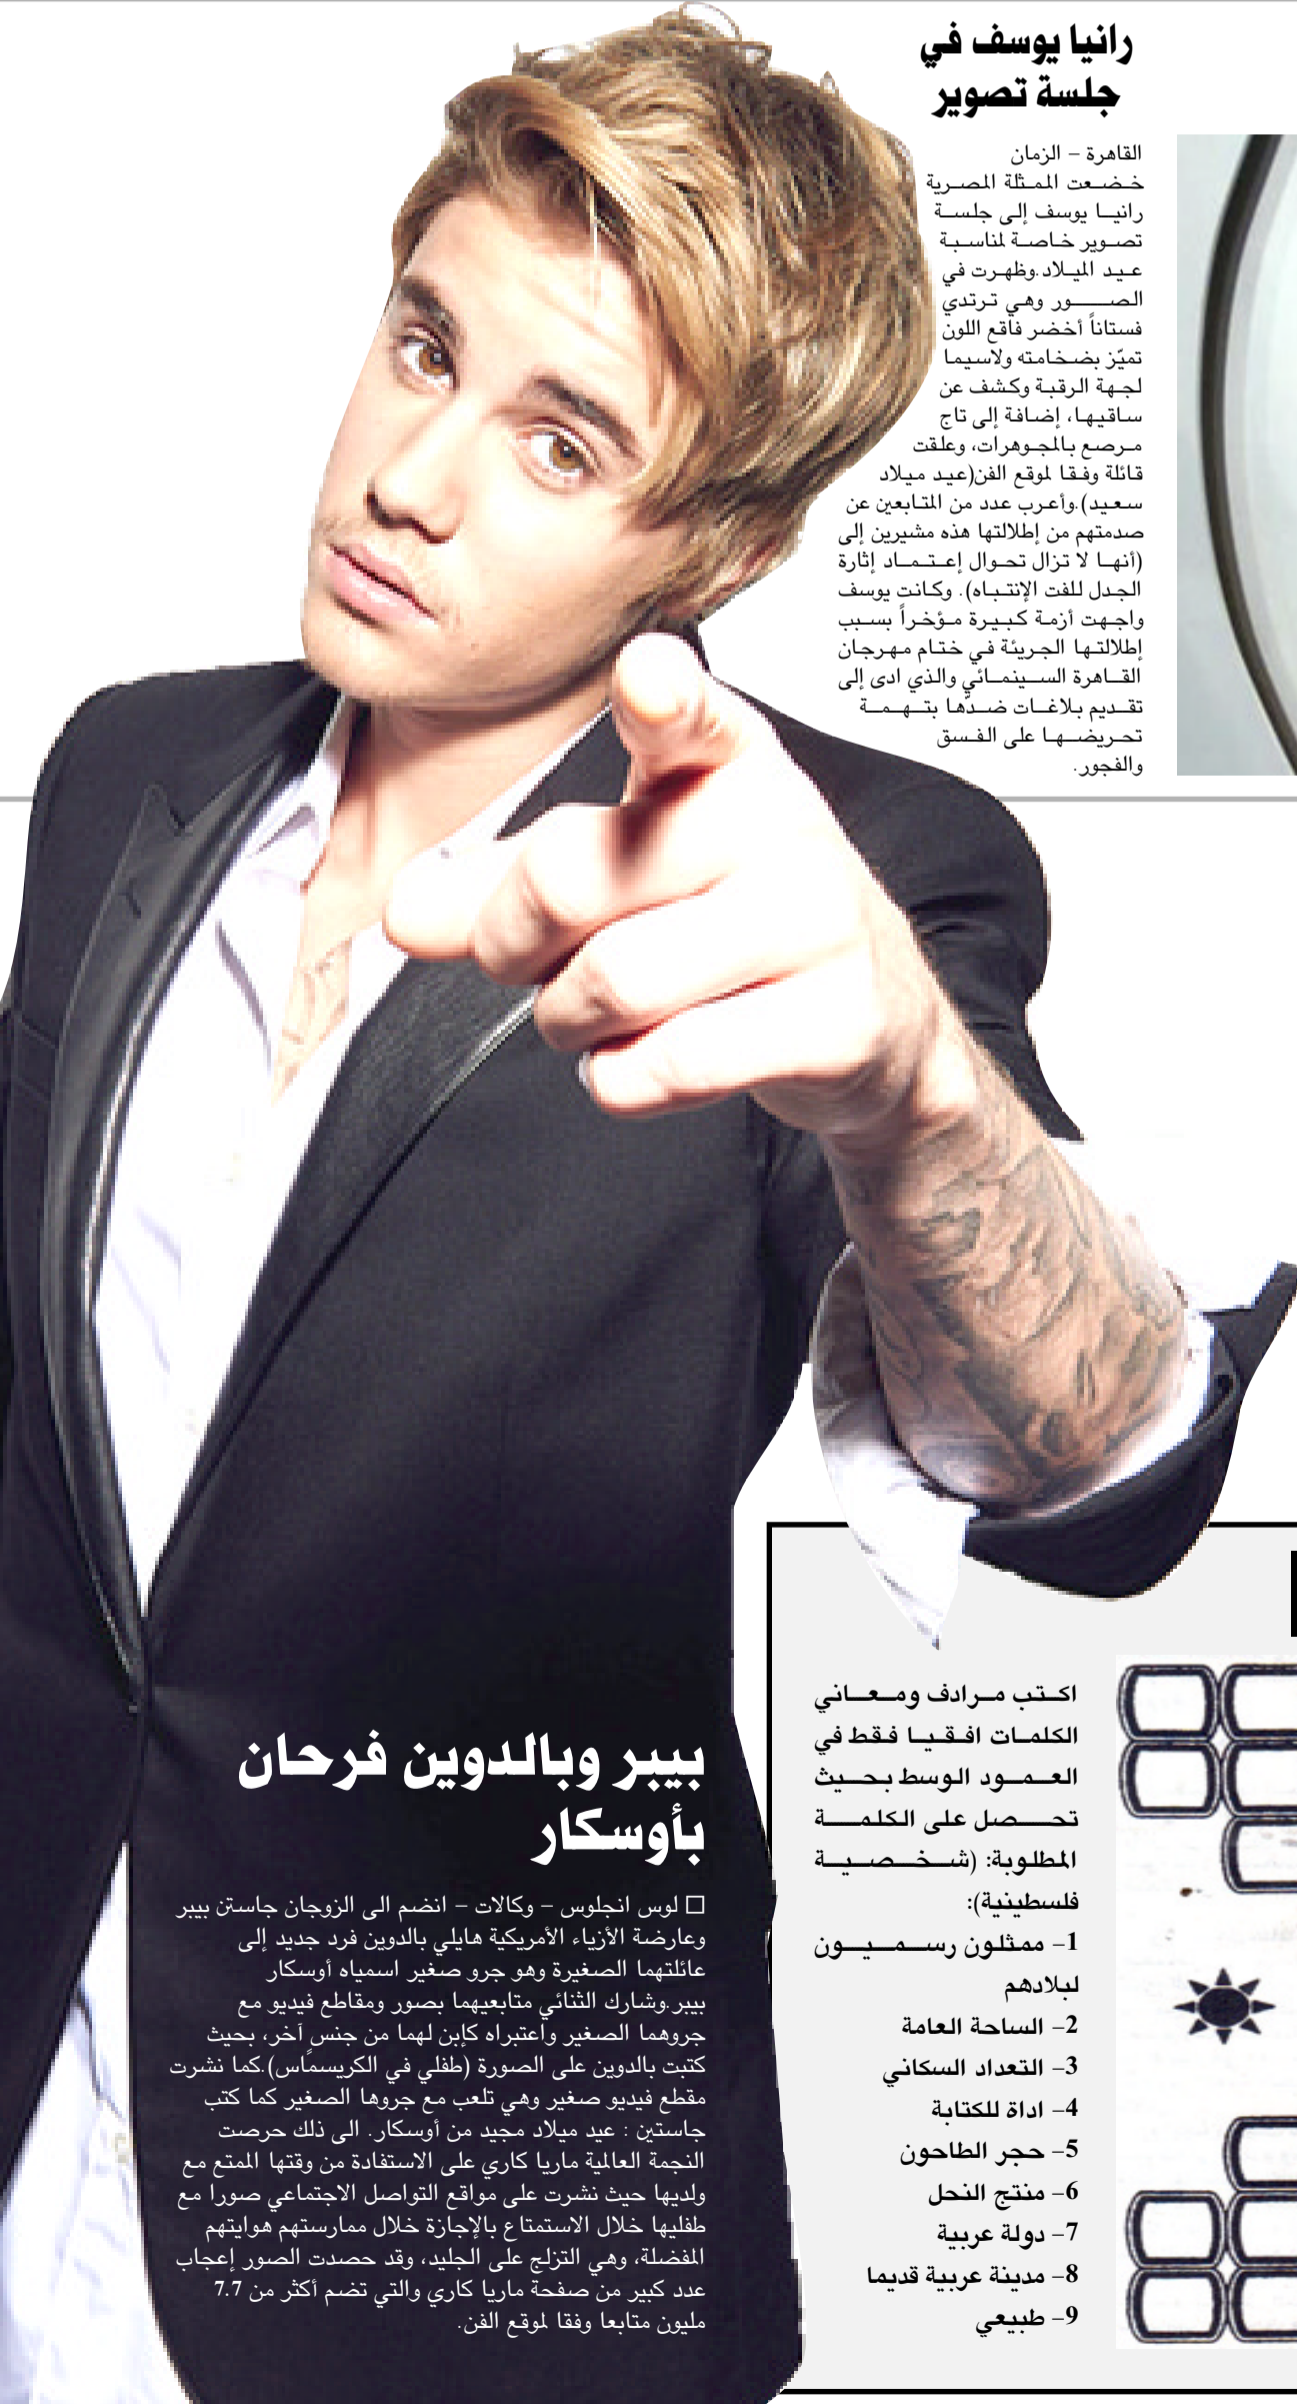 رانيا يوسف في
جلسة تصوير
القاهرة – الزمان
خضعت الممثلة المصرية
رانيا يوسف إلى جلسة
تصوير خاصة لمناسبة
عيد الميلاد.وظهرت في
الصور وهي ترتدي
فستاناً أخضر فاقع اللون
تميّز بضخامته ولاسيما
لجهة الرقبة وكشف عن
ساقيها، إضافة إلى تاج
مرصع بالمجوهرات، وعلقت
قائلة وفقا لموقع الفن(عيد ميلاد
سعيد).وأعرب عدد من المتابعين عن
صدمتهم من إطلالتها هذه مشيرين إلى
(أنها لا تزال تحوال إعتماد إثارة
الجدل للفت الإنتباه). وكانت يوسف
واجهت أزمة كبيرة مؤخراً بسبب
إطلالتها الجريئة في ختام مهرجان
القاهرة السينمائي والذي ادى إلى
تقديم بلاغات ضدّها بتهمة
تحريضها على الفسق
والفجور.
بيبر وبالدوين فرحان
بأوسكار
□ لوس انجلوس – وكالات – انضم الى الزوجان جاستن بيبر
وعارضة الأزياء الأمريكية هايلي بالدوين فرد جديد إلى
عائلتهما الصغيرة وهو جرو صغير اسمياه أوسكار
بيبر.وشارك الثنائي متابعيهما بصور ومقاطع فيديو مع
جروهما الصغير واعتبراه كإبن لهما من جنس آخر، بحيث
كتبت بالدوين على الصورة (طفلي في الكريسماس).كما نشرت
مقطع فيديو صغير وهي تلعب مع جروها الصغير كما كتب
جاستين : عيد ميلاد مجيد من أوسكار. الى ذلك حرصت
النجمة العالمية ماريا كاري على الاستفادة من وقتها الممتع مع
ولديها حيث نشرت على مواقع التواصل الاجتماعي صورا مع
طفليها خلال الاستمتاع بالإجازة خلال ممارستهم هوايتهم
المفضلة، وهي التزلج على الجليد، وقد حصدت الصور إعجاب
عدد كبير من صفحة ماريا كاري والتي تضم أكثر من 7.7
مليون متابعا وفقا لموقع الفن.
اكتب مرادف ومعاني
الكلمات افقيا فقط في
العمود الوسط بحيث
تحصل على الكلمة
المطلوبة: (شخصية
فلسطينية):
1– ممثلون رسميون
لبلادهم
2– الساحة العامة
3– التعداد السكاني
4– اداة للكتابة
5– حجر الطاحون
6– منتج النحل
7– دولة عربية
8– مدينة عربية قديما
9– طبيعي